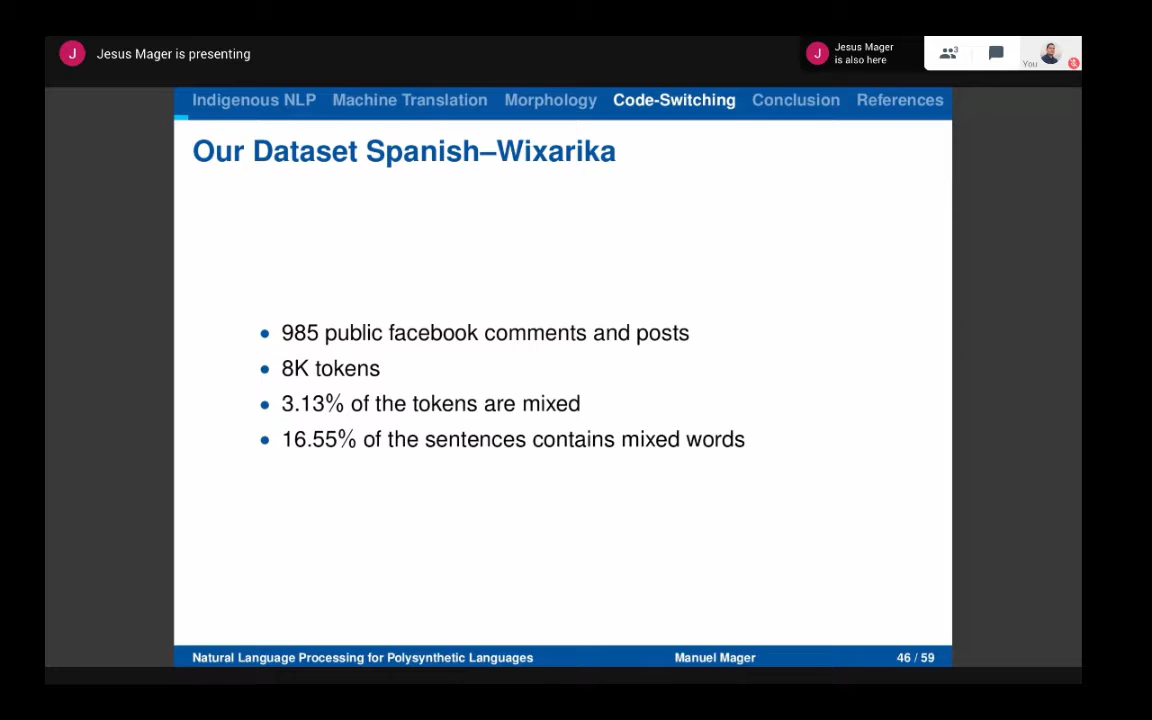 J Jesus Mager is presenting
J Jesus Mager
is also here
3
You
Indigenous NLP Machine Translation Morphology Code-Switching Conclusion References
Our Dataset Spanish–Wixarika
• 985 public facebook comments and posts
• 8K tokens
• 3.13% of the tokens are mixed
• 16.55% of the sentences contains mixed words
Natural Language Processing for Polysynthetic Languages Manuel Mager 46 / 59